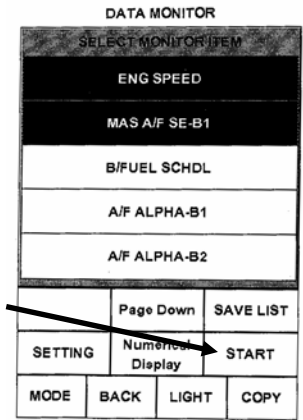 DATA MONITOR
SELECT MONITOR ITEM
ENG SPEED
MAS A/F SE-B1
B/FUEL SCHDL
A/F ALPHA-B1
A/F ALPHA-B2
Page Down SAVE LIST
SETTING Numerical Display START
MODE BACK LIGHT COPY